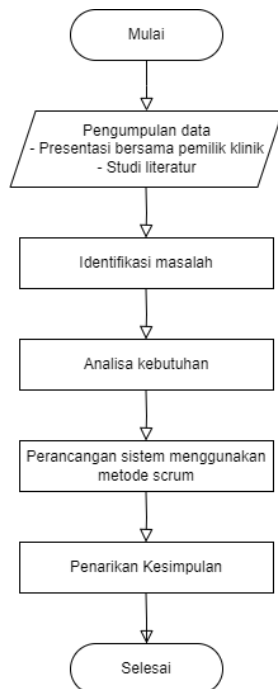 Mulai
Pengumpulan data
- Presentasi bersama pemilik klinik
- Studi literatur
Identifikasi masalah
Analisa kebutuhan
Perancangan sistem menggunakan
metode scrum
Penarikan Kesimpulan
Selesai